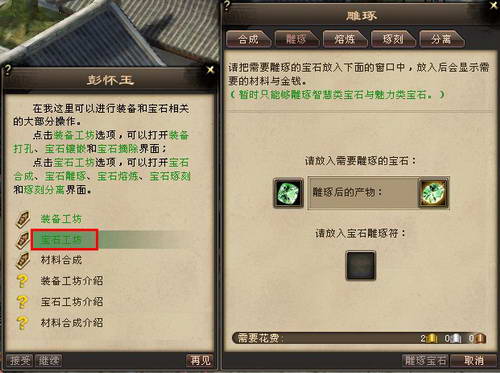 彭怀玉
在我这里可以进行装备和宝石相关
的大部分操作。
点击装备工坊选项，可以打开装备
打孔、宝石镶嵌和宝石摘除界面；
点击宝石工坊选项，可以打开宝石
合成、宝石雕琢、宝石熔炼、宝石琢刻
和琢刻分离界面。
装备工坊
宝石工坊
材料合成
装备工坊介绍
宝石工坊介绍
材料合成介绍
接受 继续 再见
雕琢
合成 雕琢 熔炼 琢刻 分离
请把需要雕琢的宝石放入下面的窗口中，放入后会显示需
要的材料与金钱。
（暂时只能够雕琢智慧类宝石与魅力类宝石。）
请放入需要雕琢的宝石：
雕琢后的产物：
请放入宝石雕琢符：
需要花费： 2 0 0
雕琢宝石 取消